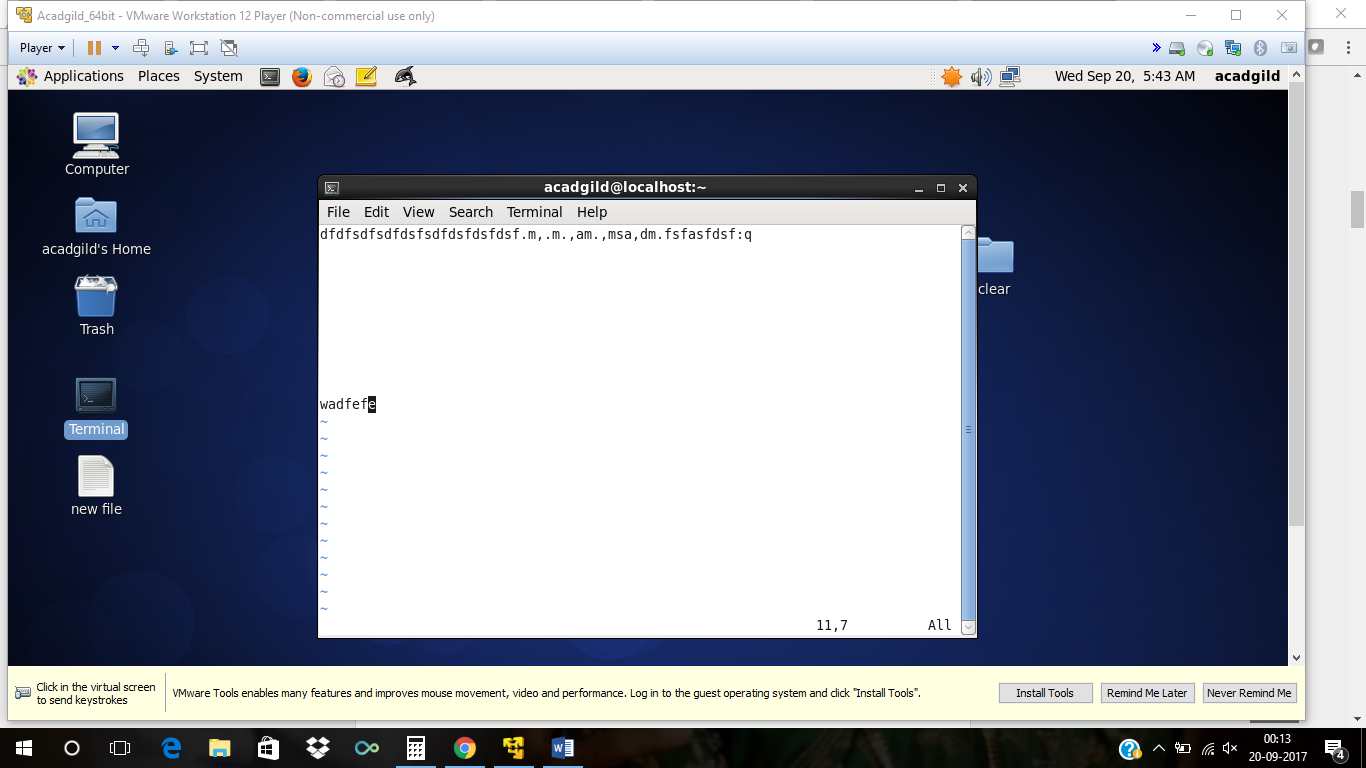 Acadgild_64bit - VMware Workstation 12 Player (Non-commercial use only)
Player
Applications Places System Wed Sep 20, 5:43 AM acadgild
Computer
acadgild's Home
Trash
Terminal
new file
clear
acadgild@localhost:~
File Edit View Search Terminal Help
dfdfsdfsdfdsfsdfdsfdsfdsf.m,.m.,am.,msa,dm.fsfasfdsf:q
wadfefe
~
~
~
~
~
~
~
~
~
~
~
~
11,7 All
Click in the virtual screen
to send keystrokes
VMware Tools enables many features and improves mouse movement, video and performance. Log in to the guest operating system and click "Install Tools".
Install Tools Remind Me Later Never Remind Me
00:13
20-09-2017
4